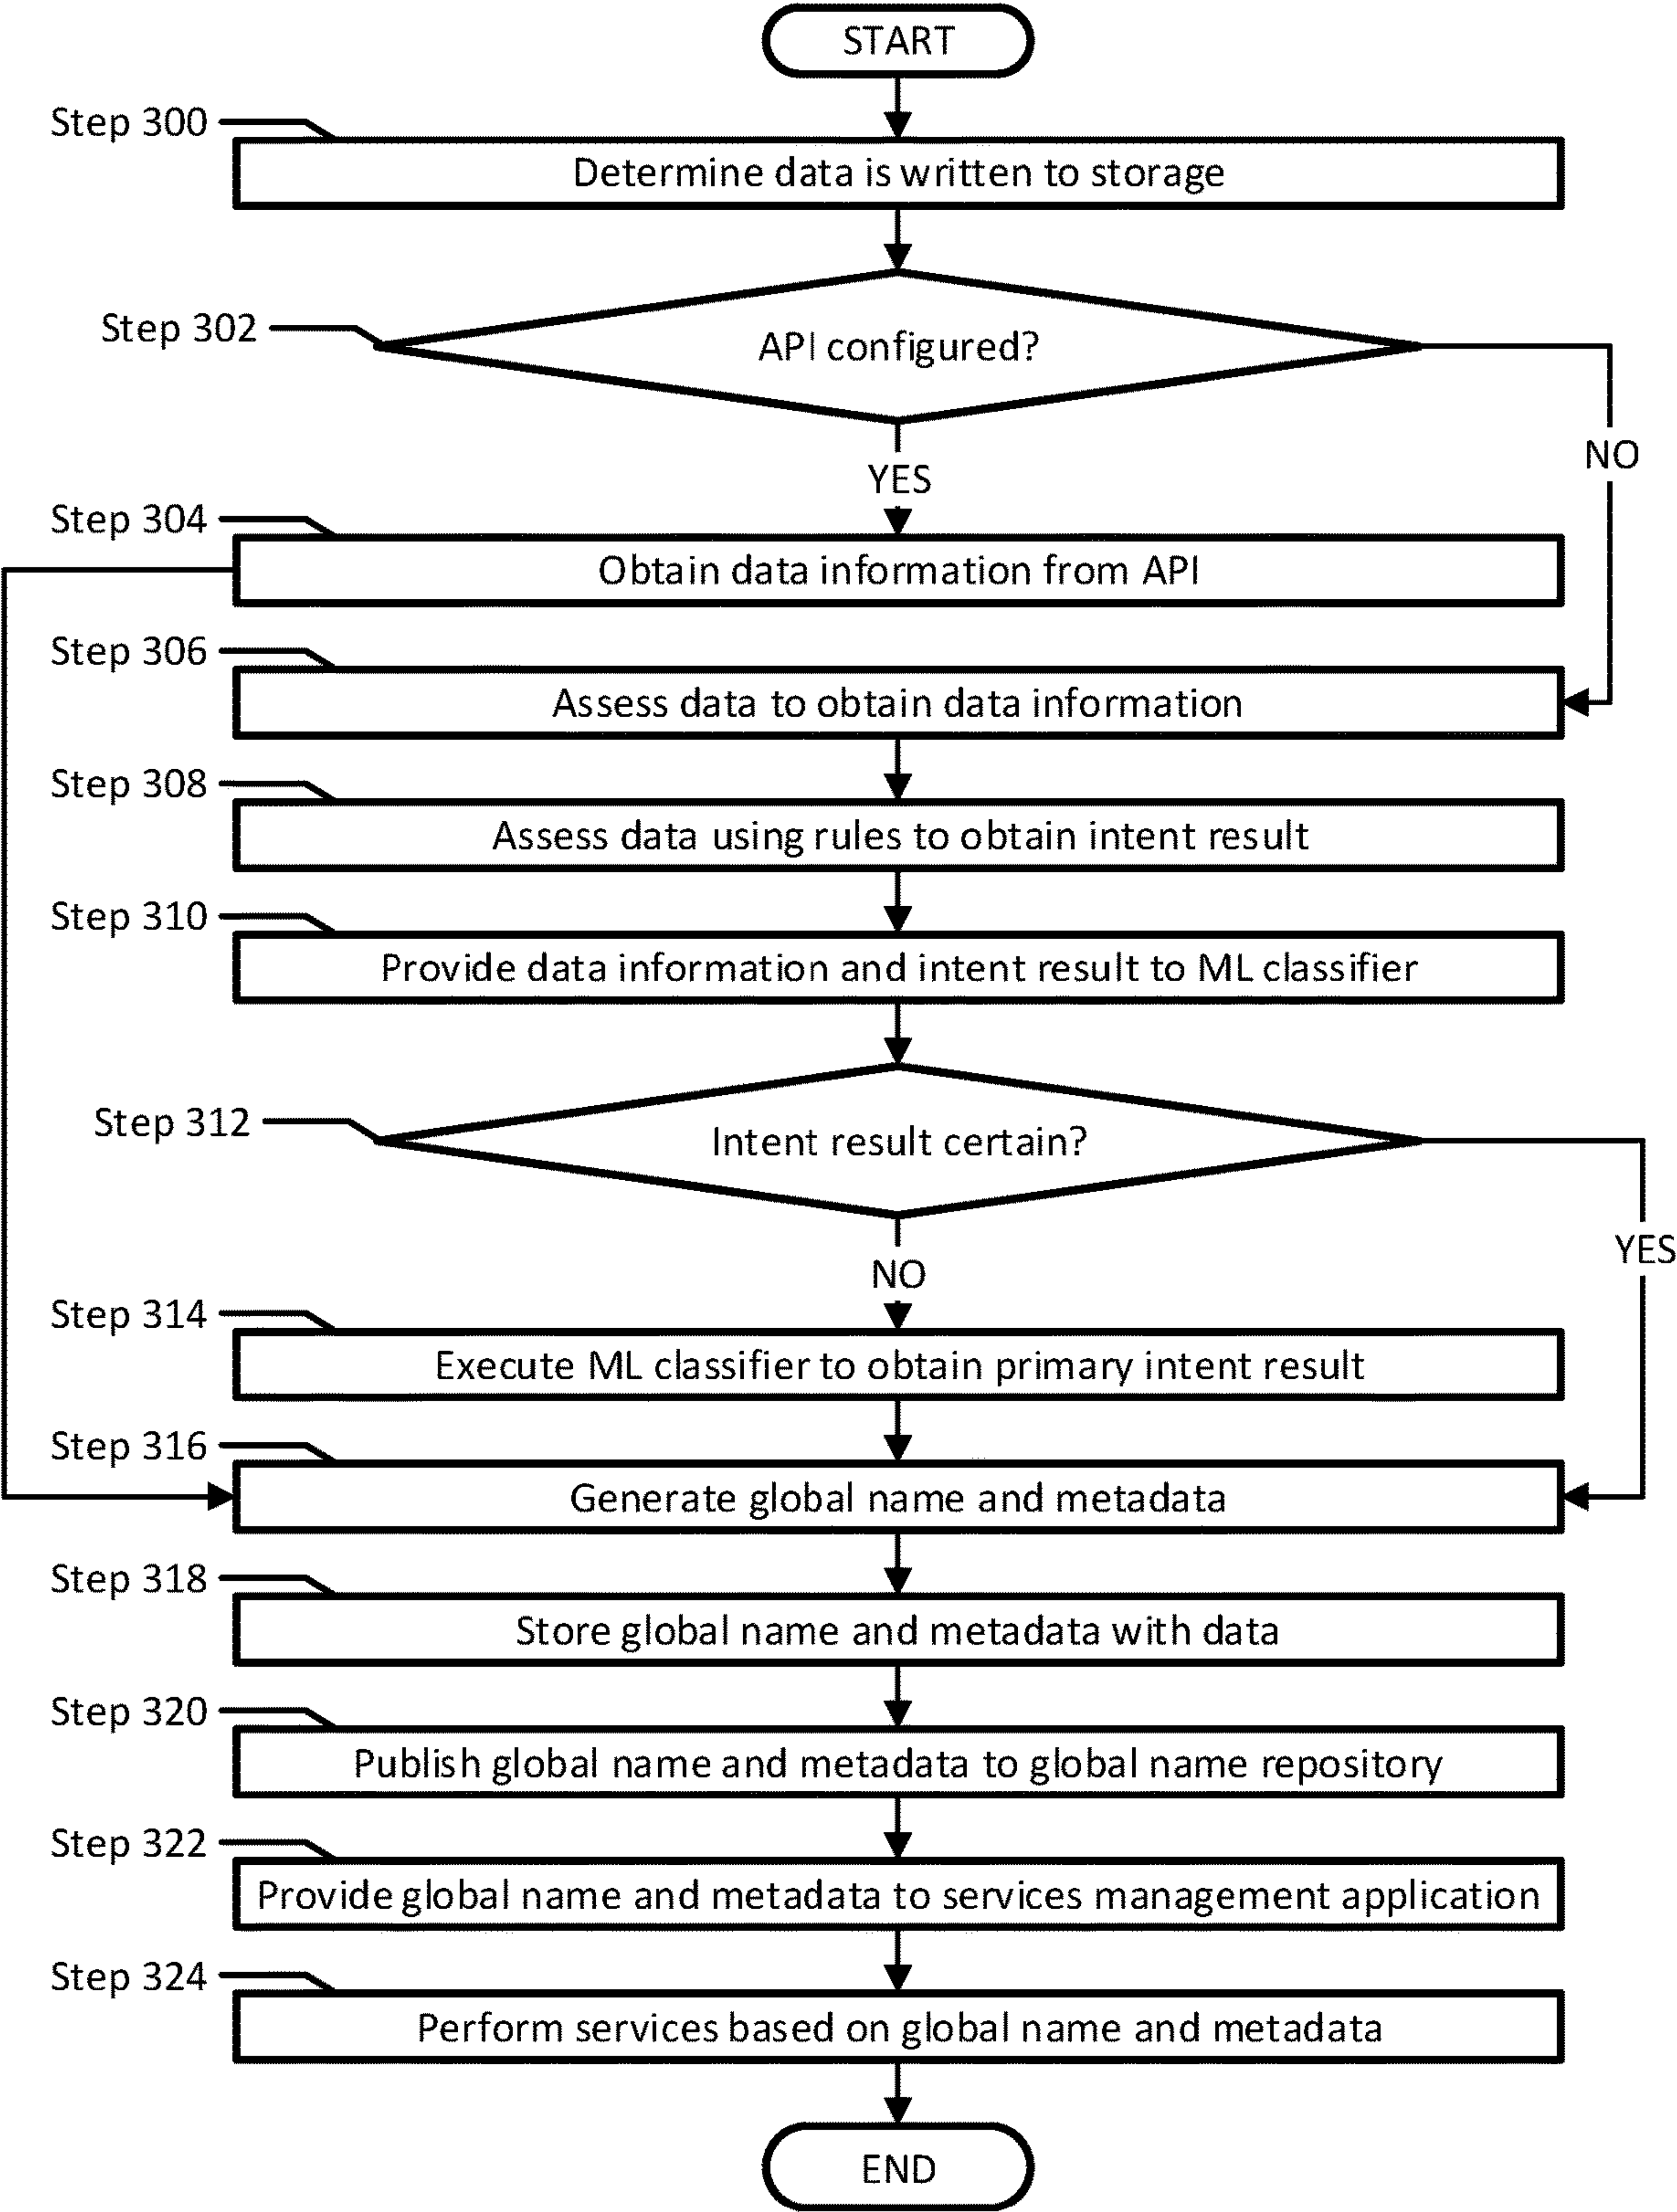 START
Step 300
Determine data is written to storage
Step 302
API configured?
NO
YES
Step 304
Obtain data information from API
Step 306
Assess data to obtain data information
Step 308
Assess data using rules to obtain intent result
Step 310
Provide data information and intent result to ML classifier
Step 312
Intent result certain?
YES
NO
Step 314
Execute ML classifier to obtain primary intent result
Step 316
Generate global name and metadata
Step 318
Store global name and metadata with data
Step 320
Publish global name and metadata to global name repository
Step 322
Provide global name and metadata to services management application
Step 324
Perform services based on global name and metadata
END